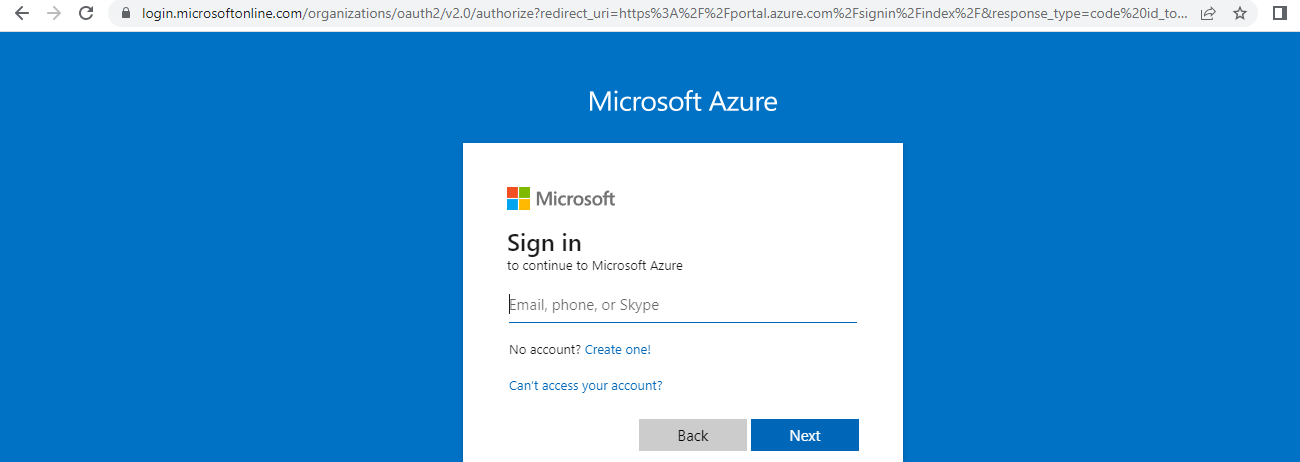 login.microsoftonline.com/organizations/oauth2/v2.0/authorize?redirect_uri=https%3A%2F%2Fportal.azure.com%2Fsignin%2Findex%2F&response_type=code%20id_to...
Microsoft Azure
Microsoft
Sign in
to continue to Microsoft Azure
Email, phone, or Skype
No account? Create one!
Can't access your account?
Back
Next